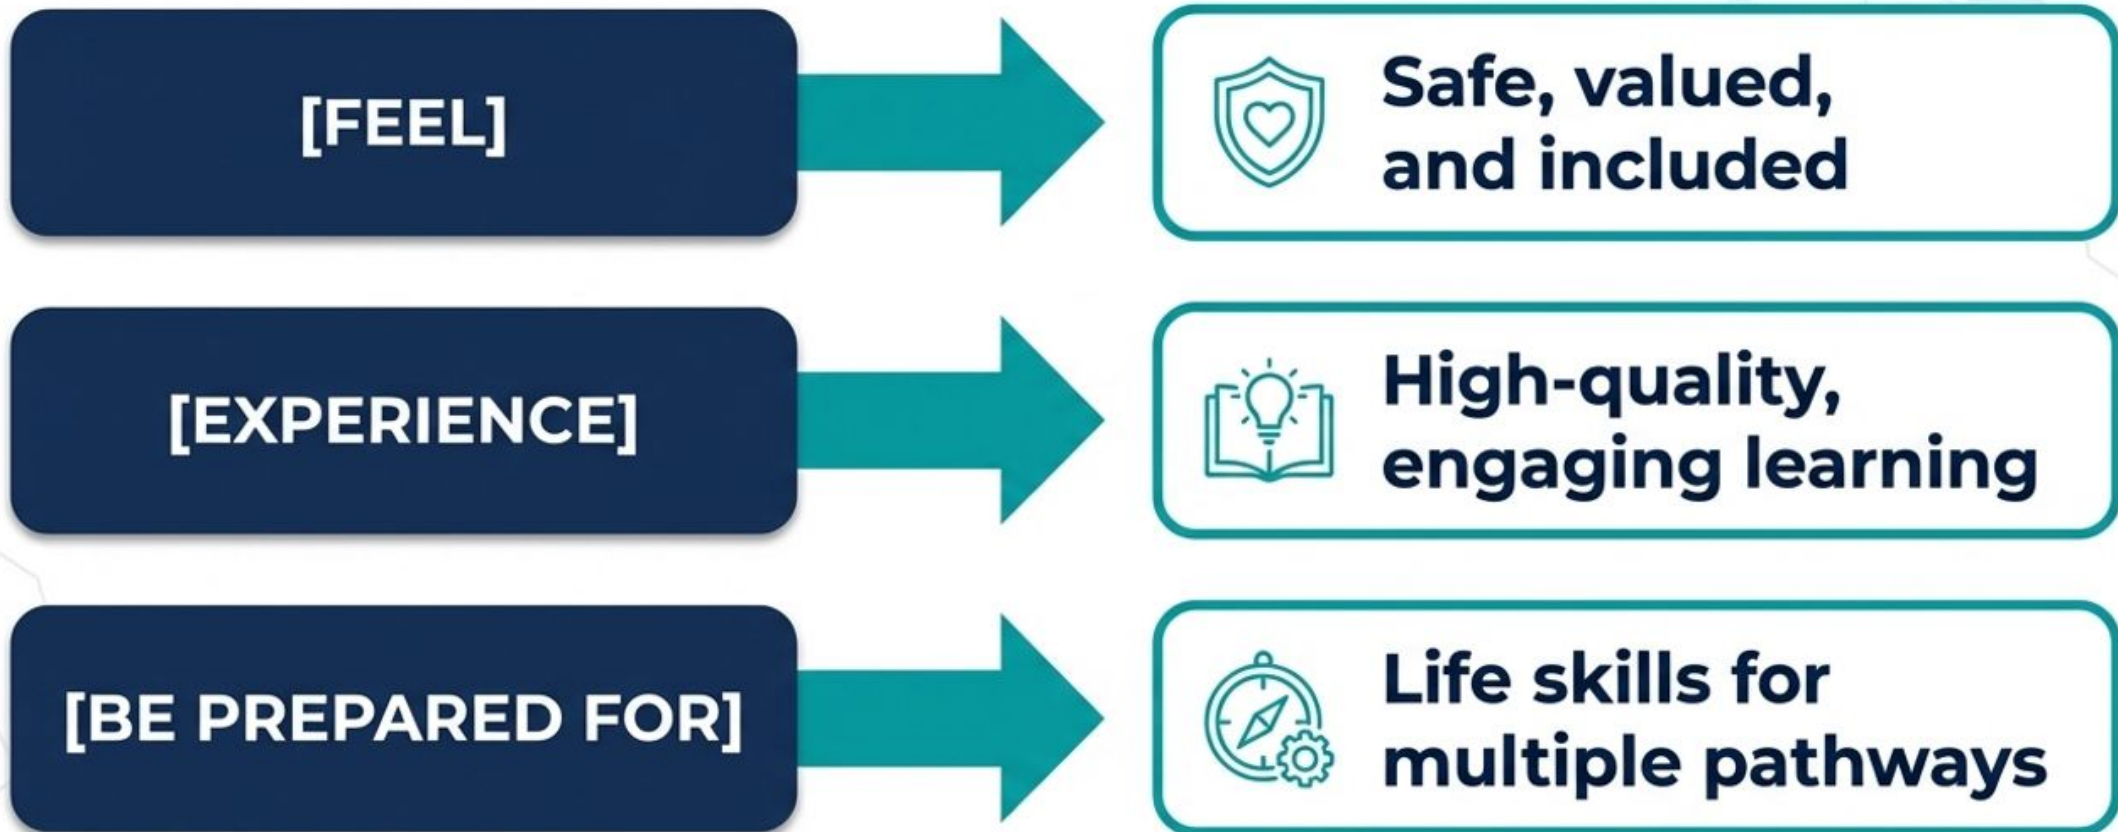 [FEEL]
Safe, valued,
and included
[EXPERIENCE]
High-quality,
engaging learning
[BE PREPARED FOR]
Life skills for
multiple pathways